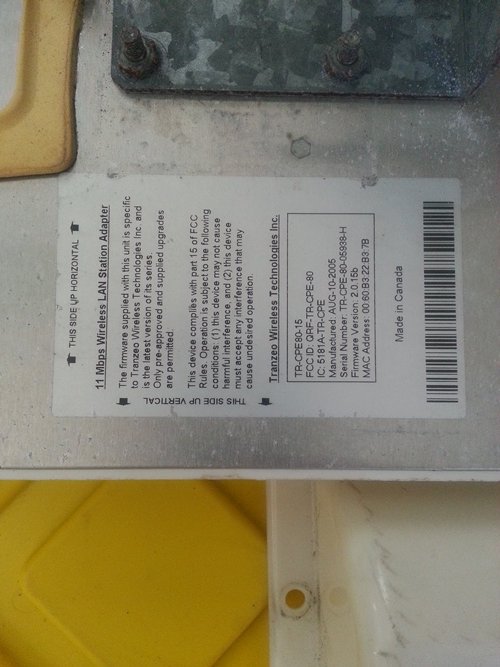 THIS SIDE UP HORIZONTAL
11 Mbps Wireless LAN Station Adapter
The firmware supplied with this unit is specific
to Tranzeo Wireless Technologies Inc. and
is the latest version of its series.
Only pre-approved and supplied upgrades
are permitted
This device complies with part 15 of FCC
Rules. Operation is subject to the following
conditions: (1) this device may not cause
harmful interference, and (2) this device
must accept any interference that may
cause undesired operation.
THIS SIDE UP VERTICAL
Tranzeo Wireless Technologies Inc.
TR-CPE80-15
FCC ID: QRF-TR-CPE-80
IC: 5181A-TR-CPE
Manufactured: AUG-10-2005
Serial Number: TR-CPE-80-05938-H
Firmware Version: 2.0.15b
MAC Address: 00:60:B3:22:B3:7B
Made in Canada